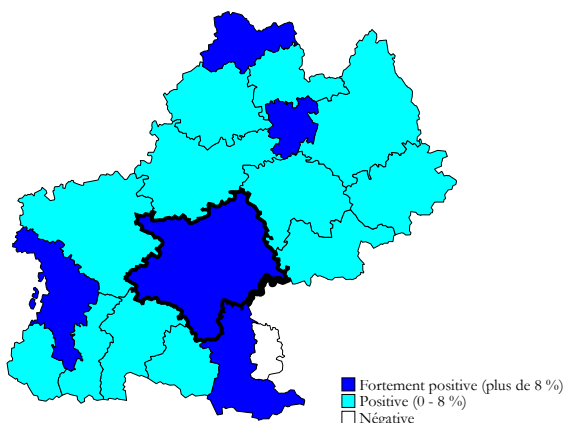 Fortement positive (plus de 8 %)
Positive (0 - 8 %)
Négative